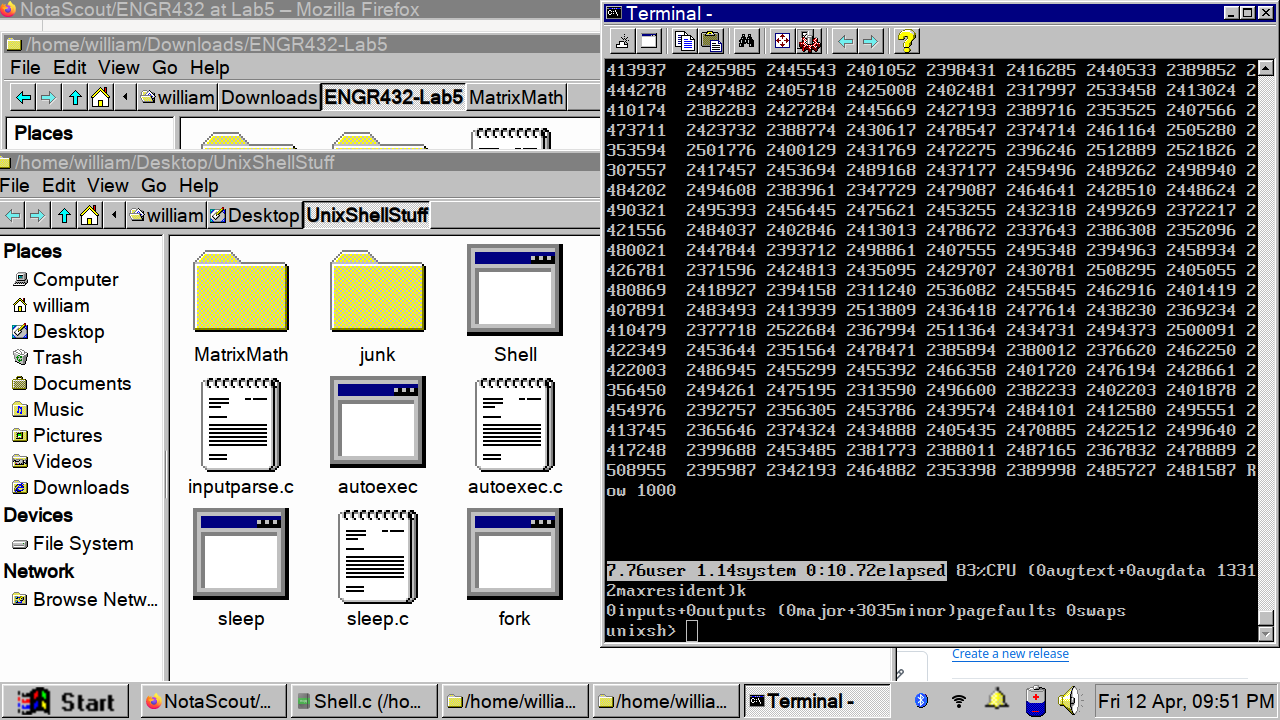 NotaScout/ENGR432 at Lab5 — Mozilla Firefox
/home/william/Downloads/ENGR432-Lab5
File Edit View Go Help
william Downloads ENGR432-Lab5 MatrixMath
Places
/home/william/Desktop/UnixShellStuff
File Edit View Go Help
william Desktop UnixShellStuff
Places
Computer
william
Desktop
Trash
Documents
Music
Pictures
Videos
Downloads
Devices
File System
Network
Browse Netw...
MatrixMath junk Shell
inputparse.c autoexec autoexec.c
sleep sleep.c fork
Terminal -
413937 2425985 2445543 2401052 2398431 2416285 2440533 2389852 2
444278 2497482 2405718 2425008 2402481 2317997 2533458 2413024 2
410174 2382283 2427284 2445669 2427193 2389716 2353525 2407566 2
473711 2423732 2388774 2430617 2478547 2374714 2461164 2505280 2
353594 2501776 2400129 2431769 2472275 2396246 2512889 2521826 2
307557 2417457 2453694 2489168 2437177 2459496 2489262 2498940 2
484202 2494608 2383961 2347729 2479087 2464641 2428510 2448624 2
490321 2495393 2456445 2475621 2453255 2432318 2499269 2372217 2
421556 2484037 2402846 2413013 2478672 2337643 2386308 2352096 2
480021 2447844 2393712 2498861 2407555 2495348 2394963 2458934 2
426781 2371596 2424813 2435095 2429707 2430781 2508295 2405055 2
480869 2418927 2394158 2311240 2536082 2455845 2462916 2401419 2
407891 2483493 2413939 2513809 2436418 2477614 2438230 2369234 2
410479 2377718 2522684 2367994 2511364 2434731 2494373 2500091 2
422349 2453644 2351564 2478471 2385894 2380012 2376620 2462250 2
422003 2486945 2455299 2455392 2466358 2401720 2476194 2428661 2
356450 2494261 2475195 2313590 2496600 2382233 2402203 2401878 2
454976 2392757 2356305 2453786 2439574 2484101 2412580 2495551 2
413745 2365646 2374324 2434888 2405435 2470885 2422512 2499640 2
417248 2399668 2453489 2381773 2388011 2487165 2367832 2478889 2
508955 2395987 2342193 2464882 2353398 2389998 2485727 2481587 R
ow 1000
7.76user 1.14system 0:10.72elapsed 83%CPU (0avgtext+0avgdata 1331
2maxresident)k
0inputs+0outputs (0major+3035minor)pagefaults 0swaps
unixsh>
Create a new release
Start NotaScout/... Shell.c (/ho... /home/willia... /home/willia... Terminal - Fri 12 Apr, 09:51 PM